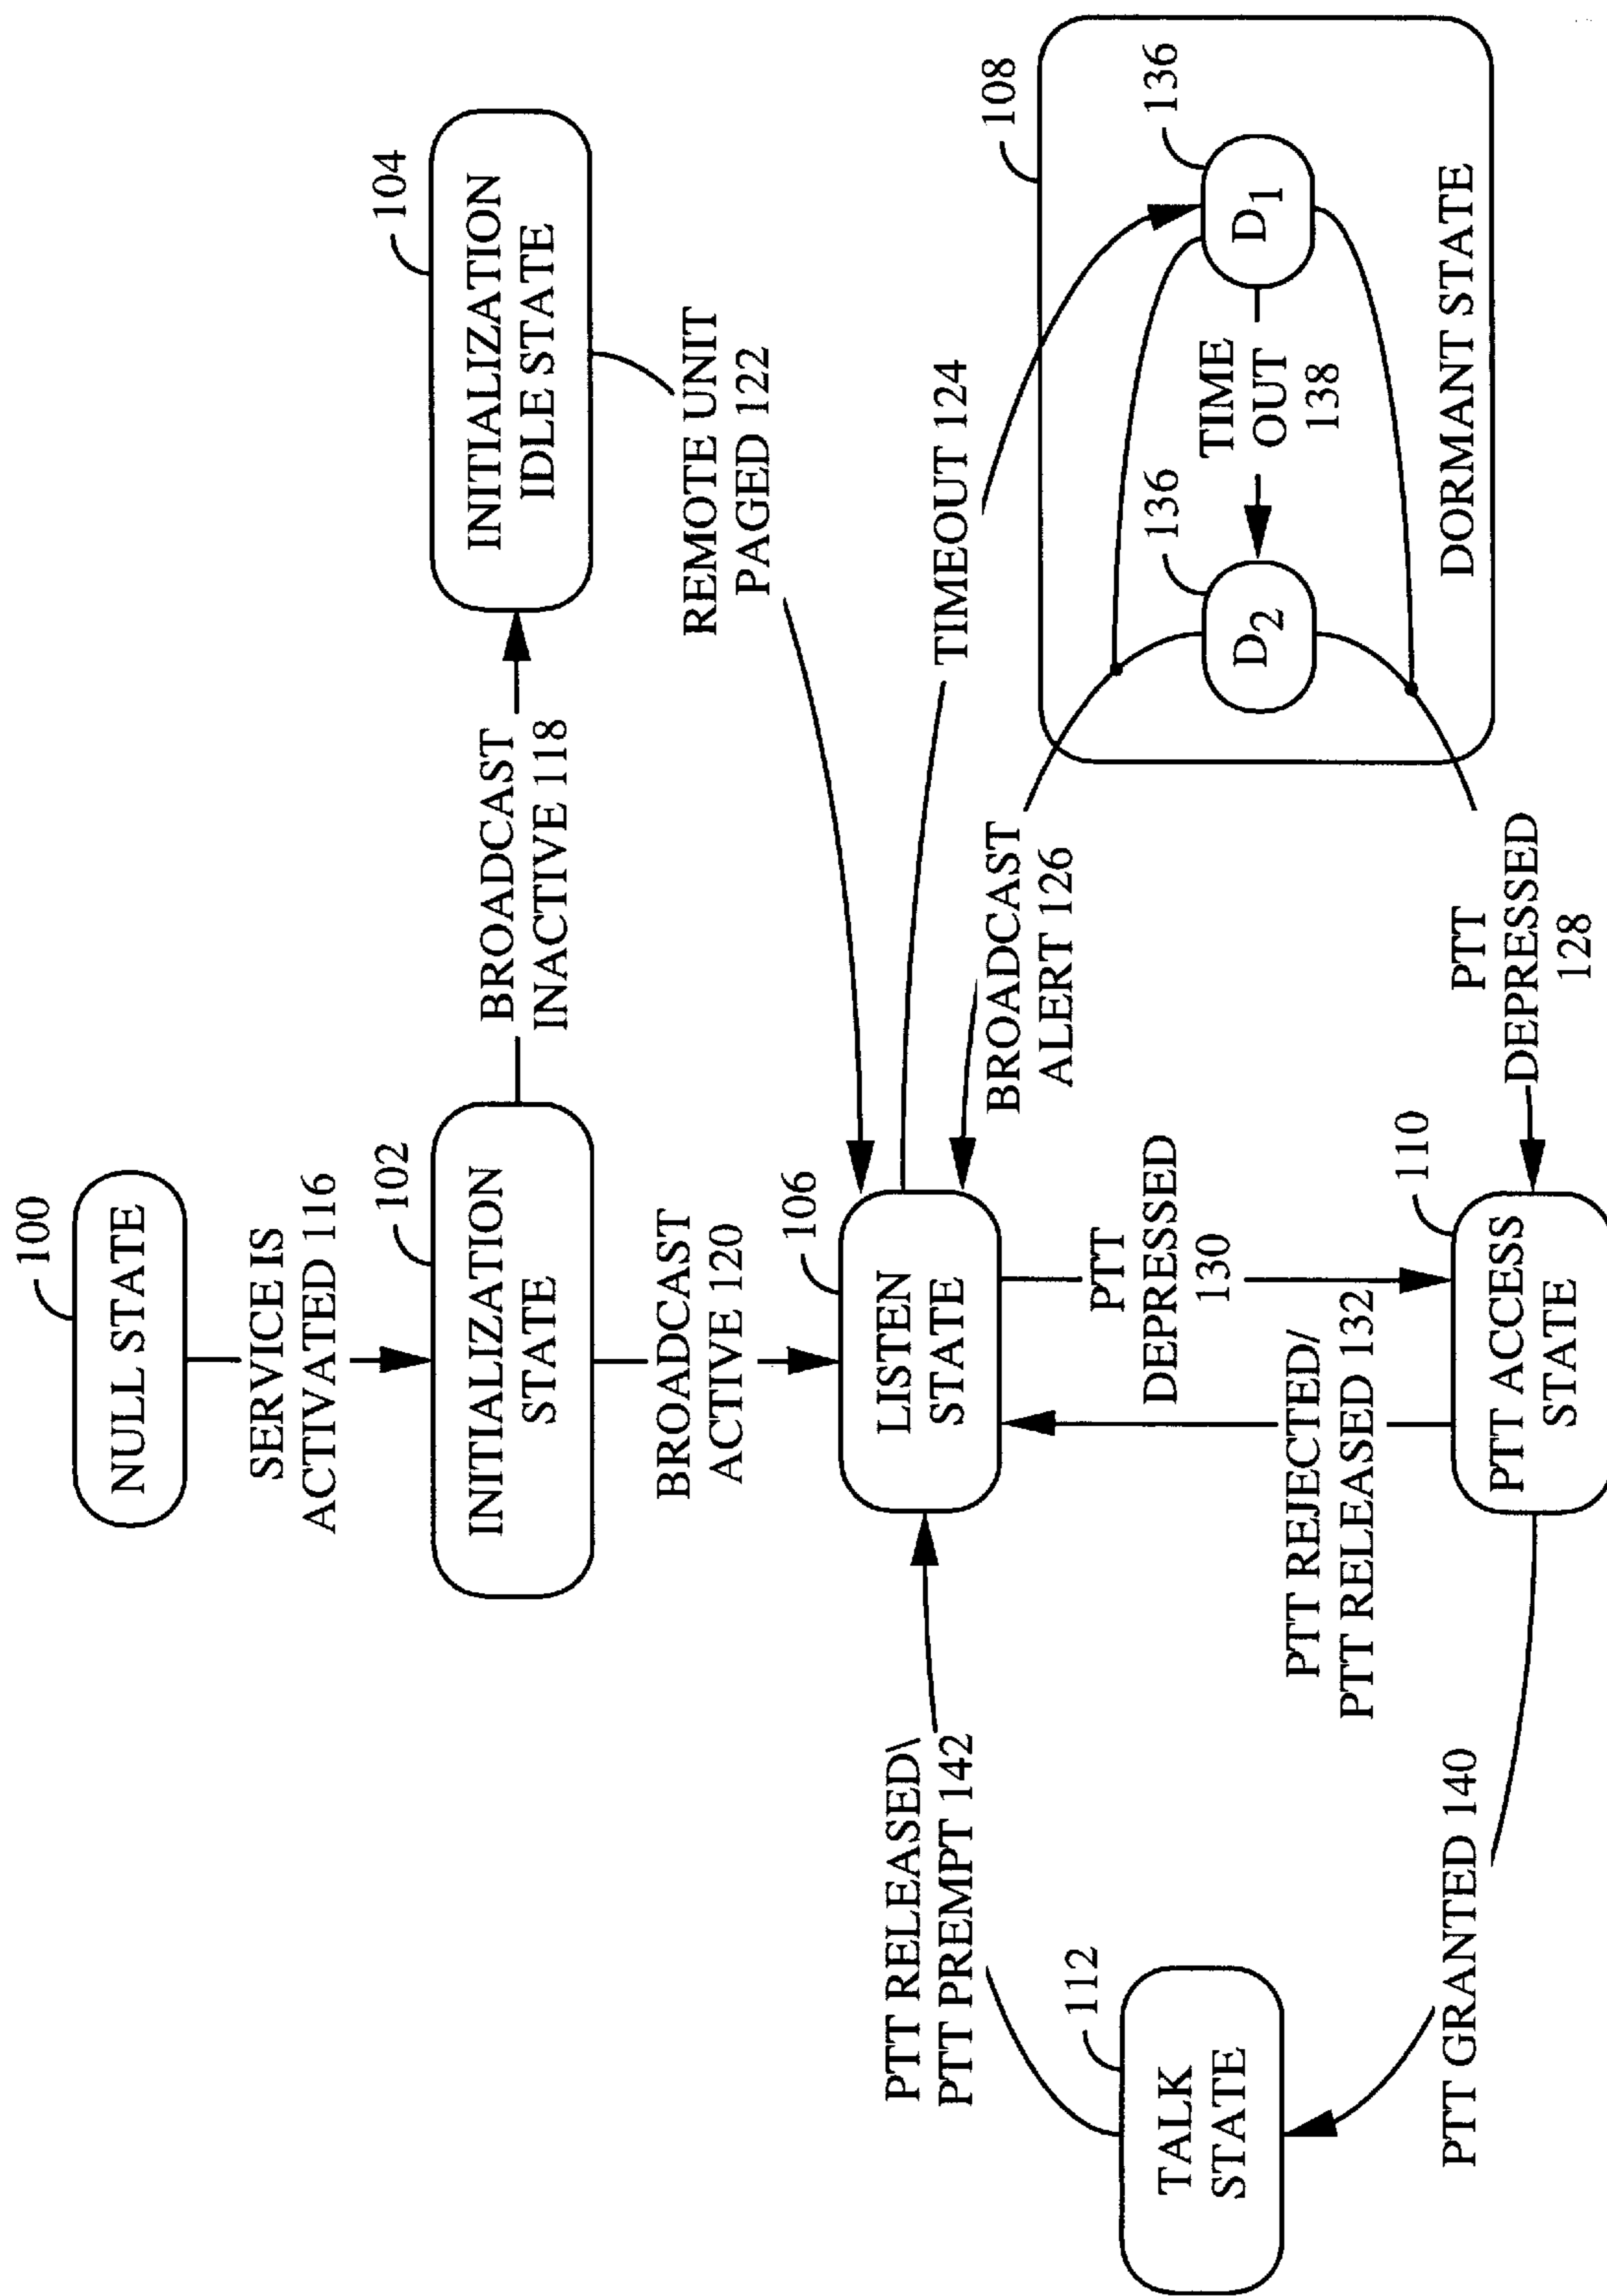 100
NULL STATE
SERVICE IS
ACTIVATED 116
102
INITIALIZATION
STATE
BROADCAST
INACTIVE 118
104
INITIALIZATION
IDLE STATE
BROADCAST
ACTIVE 120
REMOTE UNIT
PAGED 122
106
LISTEN
STATE
TIMEOUT 124
PTT RELEASED\
PTT PREMPT 142
BROADCAST
ALERT 126
108
136
D2
TIME
OUT
138
136
D1
DORMANT STATE
112
TALK
STATE
PTT
DEPRESSED
130
PTT REJECTED/
PTT RELEASED 132
PTT GRANTED 140
110
PTT ACCESS
STATE
PTT
DEPRESSED
128